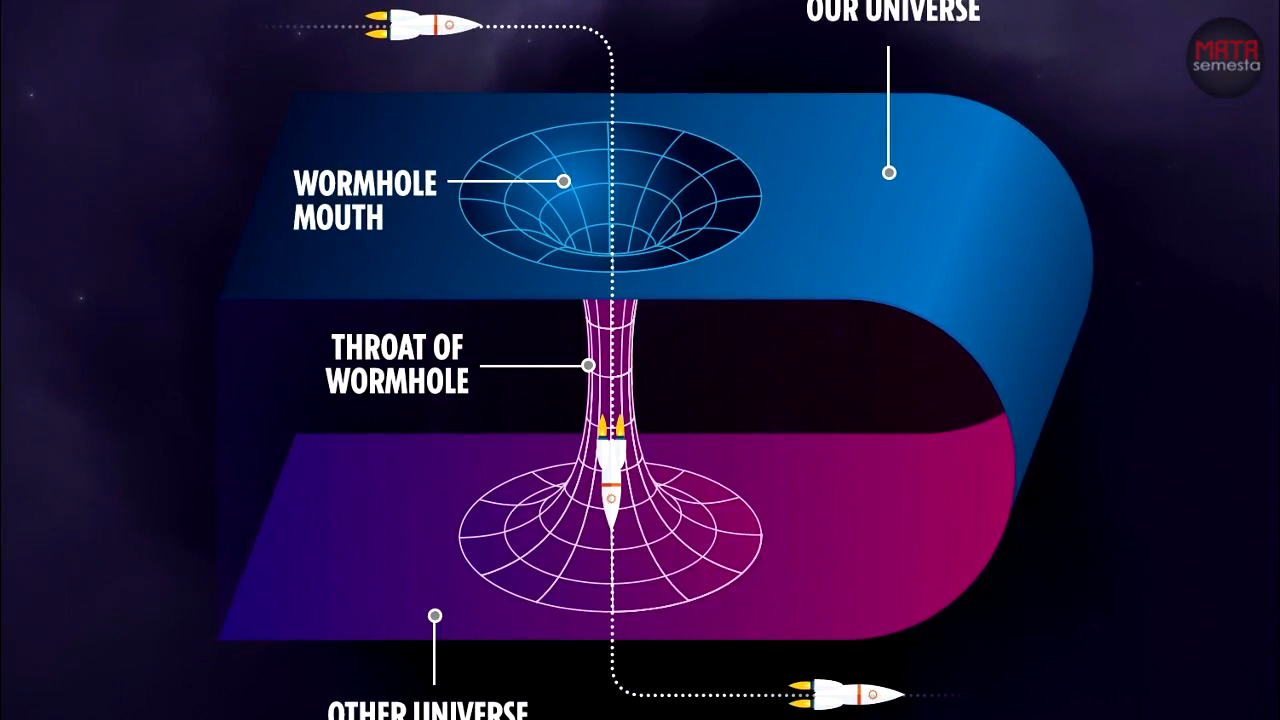 OUR UNIVERSE
MATA
semesta
WORMHOLE
MOUTH
THROAT OF
WORMHOLE
OTHER UNIVERSE